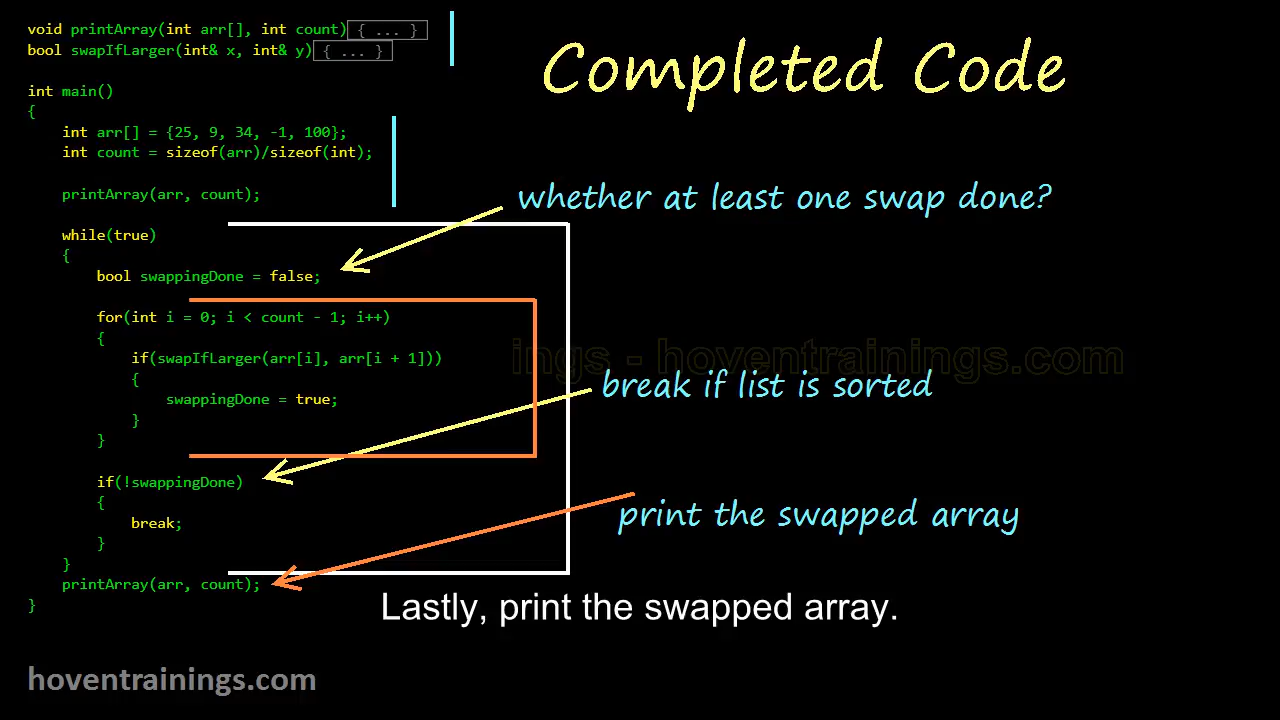 void printArray(int arr[], int count){ ... }
bool swapIfLarger(int& x, int& y){ ... }
Completed Code
int main()
{
int arr[] = {25, 9, 34, -1, 100};
int count = sizeof(arr)/sizeof(int);
printArray(arr, count);
whether at least one swap done?
while(true)
{
bool swappingDone = false;
for(int i = 0; i < count - 1; i++)
{
if(swapIfLarger(arr[i], arr[i + 1]))
ings - hoventrainings.com
{
break if list is sorted
swappingDone = true;
}
}
if(!swappingDone)
{
print the swapped array
break;
}
}
printArray(arr, count);
}
Lastly, print the swapped array.
hoventrainings.com